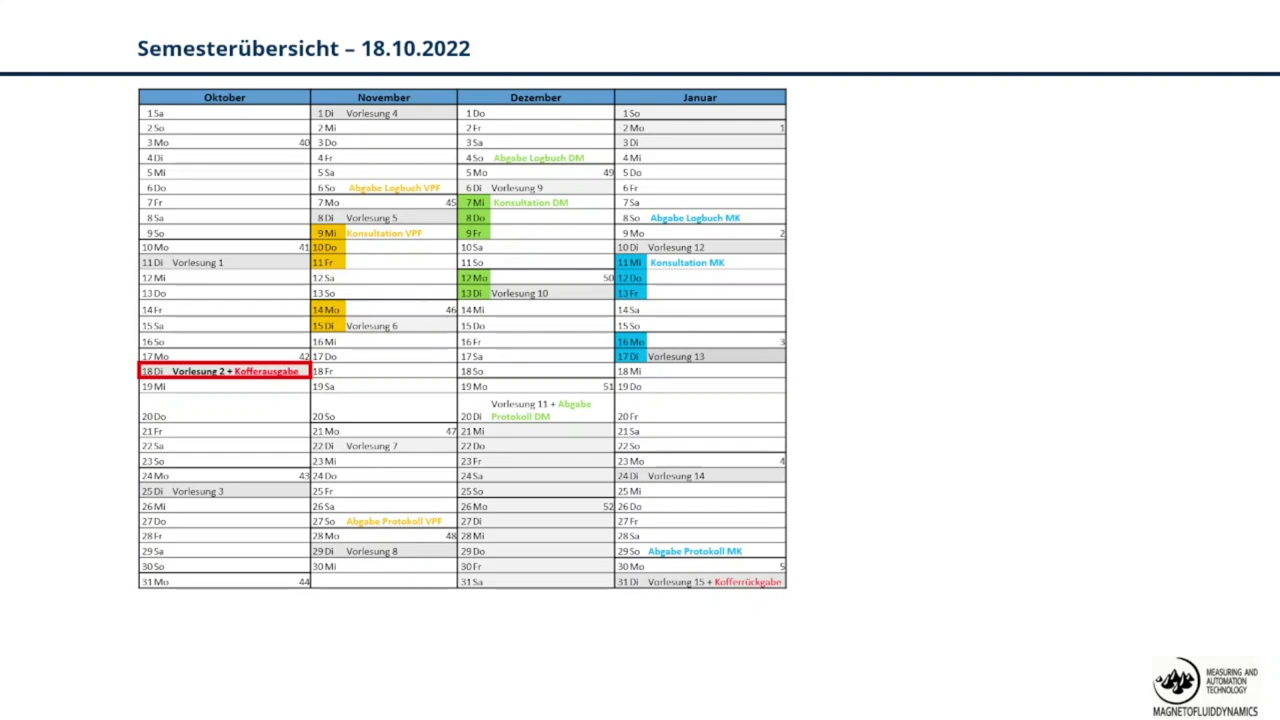 Semesterübersicht – 18.10.2022
Oktober November Dezember Januar
1 Sa 1 Di Vorlesung 4 1 Do 1 So
2 So 2 Mi 2 Fr 2 Mo 1
3 Mo 40 3 Do 3 Sa 3 Di
4 Di 4 Fr 4 So Abgabe Logbuch DM 4 Mi
5 Mi 5 Sa 5 Mo 49 5 Do
6 Do 6 So Abgabe Logbuch VPF 6 Di Vorlesung 9 6 Fr
7 Fr 7 Mo 45 7 Mi Konsultation DM 7 Sa
8 Sa 8 Di Vorlesung 5 8 Do 8 So Abgabe Logbuch MK
9 So 9 Mi Konsultation VPF 9 Fr 9 Mo 2
10 Mo 41 10 Do 10 Sa 10 Di Vorlesung 12
11 Di Vorlesung 1 11 Fr 11 So 11 Mi Konsultation MK
12 Mi 12 Sa 12 Mo 50 12 Do
13 Do 13 So 13 Di Vorlesung 10 13 Fr
14 Fr 14 Mo 46 14 Mi 14 Sa
15 Sa 15 Di Vorlesung 6 15 Do 15 So
16 So 16 Mi 16 Fr 16 Mo 3
17 Mo 42 17 Do 17 Sa 17 Di Vorlesung 13
18 Di Vorlesung 2 + Kofferausgabe 18 Fr 18 So 18 Mi
19 Mi 19 Sa 19 Mo 51 19 Do
Vorlesung 11 + Abgabe
20 Do 20 So 20 Di Protokoll DM 20 Fr
21 Fr 21 Mo 47 21 Mi 21 Sa
22 Sa 22 Di Vorlesung 7 22 Do 22 So
23 So 23 Mi 23 Fr 23 Mo 4
24 Mo 43 24 Do 24 Sa 24 Di Vorlesung 14
25 Di Vorlesung 3 25 Fr 25 So 25 Mi
26 Mi 26 Sa 26 Mo 52 26 Do
27 Do 27 So Abgabe Protokoll VPF 27 Di 27 Fr
28 Fr 28 Mo 48 28 Mi 28 Sa
29 Sa 29 Di Vorlesung 8 29 Do 29 So Abgabe Protokoll MK
30 So 30 Mi 30 Fr 30 Mo 5
31 Mo 44 31 Sa 31 Di Vorlesung 15 + Kofferrückgabe
MEASURING AND
AUTOMATION
TECHNOLOGY
MAGNETOFLUIDDYNAMICS